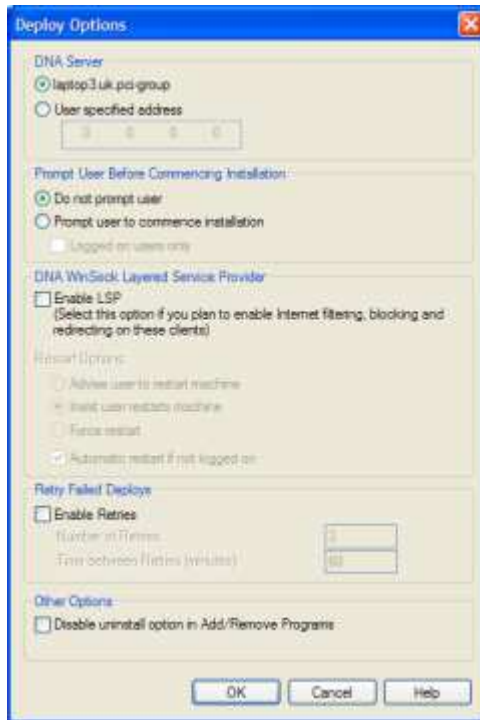 Deploy Options
DNA Server
laptop3.uk.pci-group
User specified address
0 0 0 0
Prompt User Before Commencing Installation
Do not prompt user
Prompt user to commence installation
Logged on users only
DNA WinSock Layered Service Provider
Enable LSP
(Select this option if you plan to enable Internet filtering, blocking and
redirecting on these clients)
Restart Options
Advise user to restart machine
Insist user restarts machine
Force restart
Automatic restart if not logged on
Retry Failed Deploys
Enable Retries
Number of Retries
Time between Retries (minutes)
60
Other Options
Disable uninstall option in Add/Remove Programs
OK Cancel Help